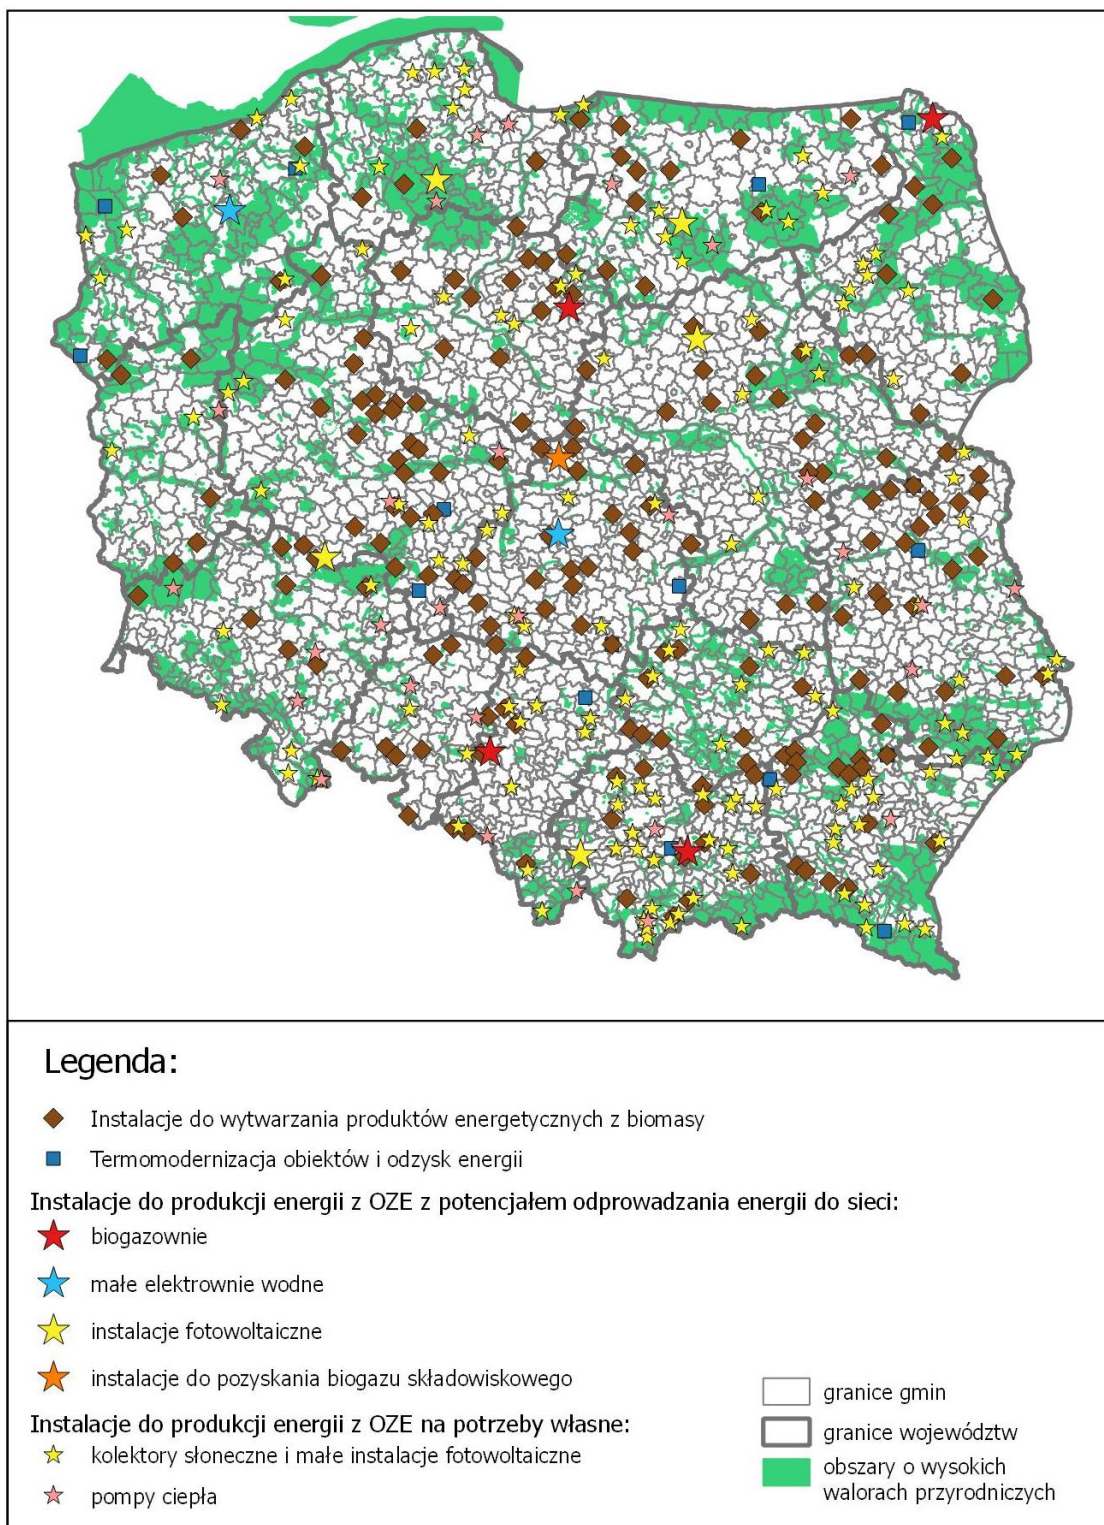 Legenda:
Instalacje do wytwarzania produktów energetycznych z biomasy
Termomodernizacja obiektów i odzysk energii
Instalacje do produkcji energii z OZE z potencjałem odprowadzania energii do sieci:
biogazownie
małe elektrownie wodne
instalacje fotowoltaiczne
instalacje do pozyskania biogazu składowiskowego
Instalacje do produkcji energii z OZE na potrzeby własne:
kolektory słoneczne i małe instalacje fotowoltaiczne
pompy ciepła
granice gmin
granice województw
obszary o wysokich
walorach przyrodniczych